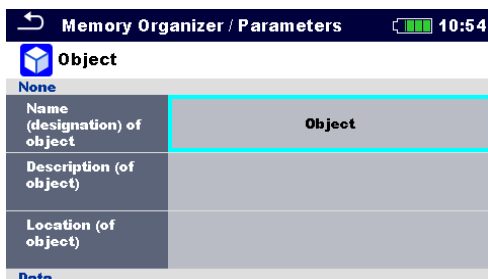 Memory Organizer / Parameters 10:54
Object
None
Name
(designation) of
object
Object
Description (of
object)
Location (of
object)
Data